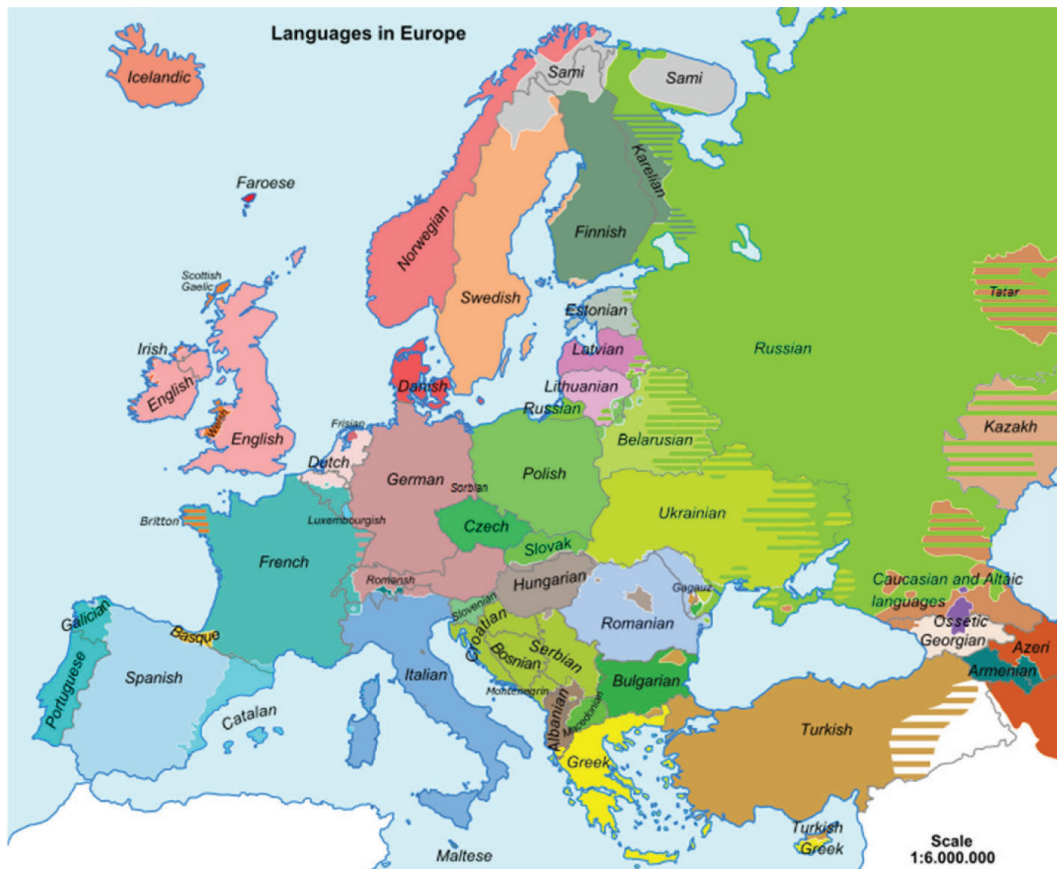 Languages in Europe
Icelandic
Sami
Sami
Faroese
Norwegian
Karelian
Finnish
Scottish
Gaelic
Swedish
Tatar
Estonian
Irish
Latvian
Russian
English
Danish
Lithuanian
Russian
Kazakh
Welsh
English
Frisian
Belarusian
Dutch
German
Polish
Sorbian
Britton
Luxembourgish
Czech
Ukrainian
French
Slovak
Romansh
Hungarian
Gagauz
Caucasian and Altaic
languages
Galician
Slovenian
Romanian
Ossetic
Basque
Croatian
Georgian
Azeri
Portuguese
Spanish
Italian
Bosnian
Serbian
Bulgarian
Armenian
Montenegrin
Catalan
Albanian
Macedonian
Turkish
Greek
Maltese
Turkish
Greek
Scale
1:6.000.000